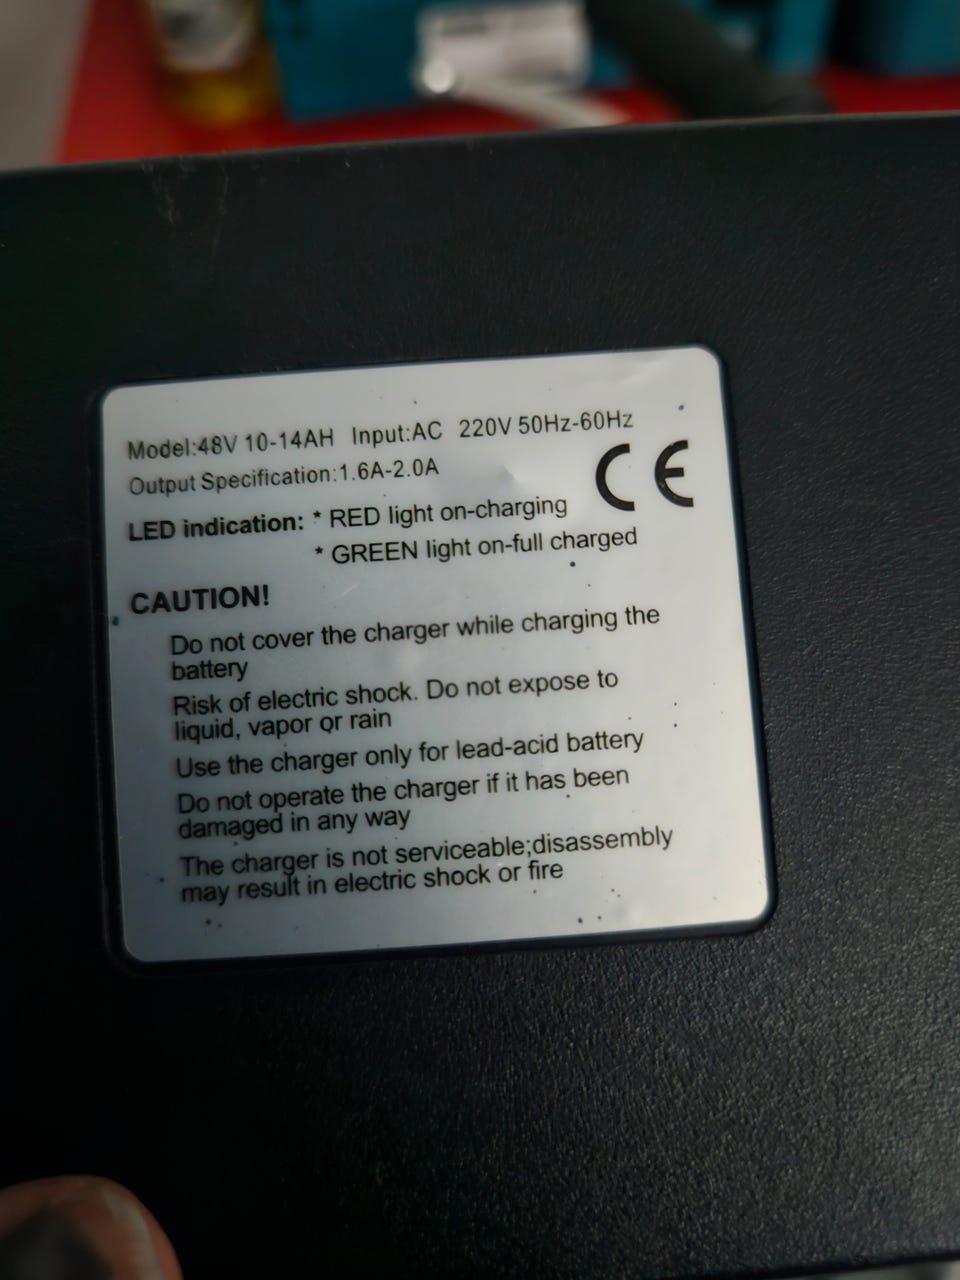 Model:48V 10-14AH Input:AC 220V 50Hz-60Hz
Output Specification:1.6A-2.0A
CE
LED indication: * RED light on-charging
* GREEN light on-full charged
CAUTION!
Do not cover the charger while charging the
battery
Risk of electric shock. Do not expose to
liquid, vapor or rain
Use the charger only for lead-acid battery
Do not operate the charger if it has been
damaged in any way
The charger is not serviceable;disassembly
may result in electric shock or fire